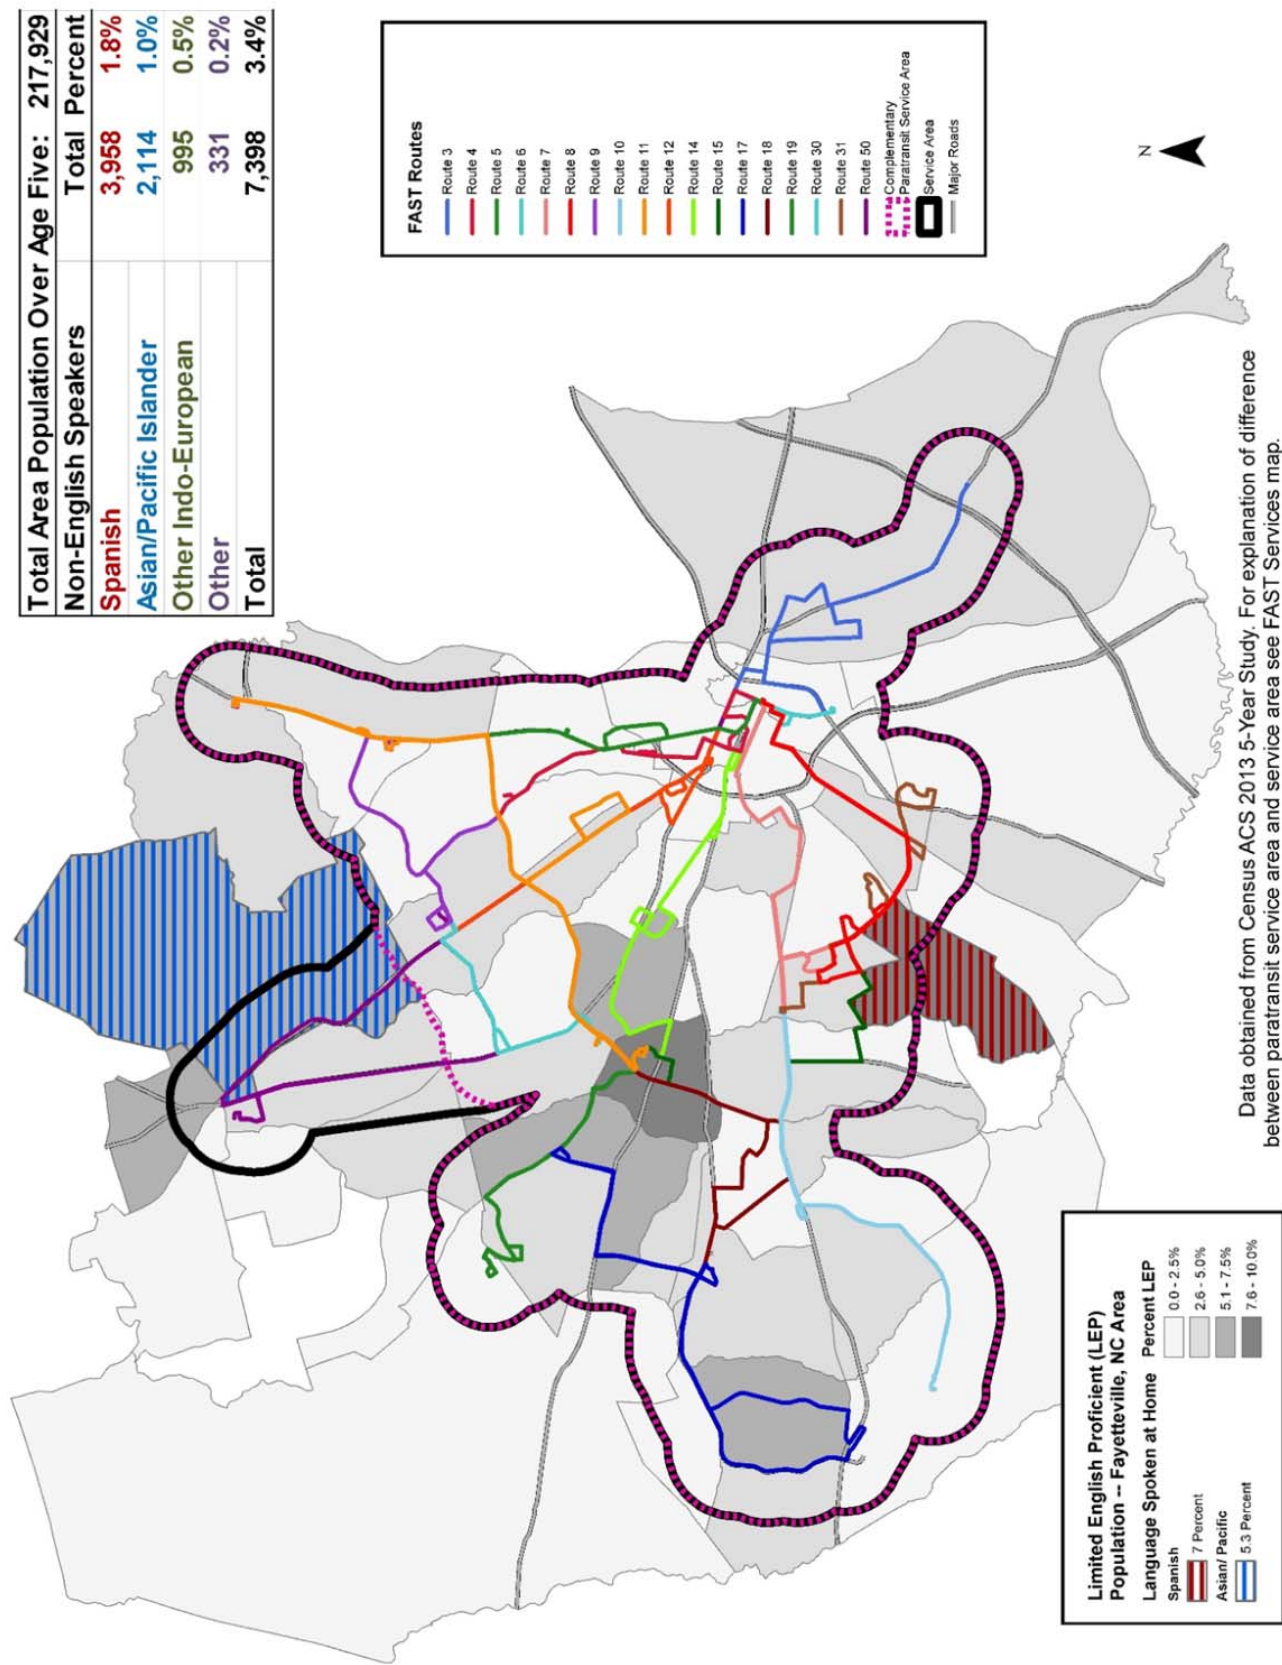 Total Area Population Over Age Five: 217,929
Non-English Speakers Total Percent
Spanish 3,958 1.8%
Asian/Pacific Islander 2,114 1.0%
Other Indo-European 995 0.5%
Other 331 0.2%
Total 7,398 3.4%
FAST Routes
Route 3
Route 4
Route 5
Route 6
Route 7
Route 8
Route 9
Route 10
Route 11
Route 12
Route 14
Route 15
Route 17
Route 18
Route 19
Route 30
Route 31
Route 50
Complementary
Paratransit Service Area
Service Area
Major Roads
N
Limited English Proficient (LEP)
Population -- Fayetteville, NC Area
Language Spoken at Home Percent LEP
Spanish
7 Percent
Asian/ Pacific
5.3 Percent
0.0 - 2.5%
2.6 - 5.0%
5.1 - 7.5%
7.6 - 10.0%
Data obtained from Census ACS 2013 5-Year Study. For explanation of difference
between paratransit service area and service area see FAST Services map.